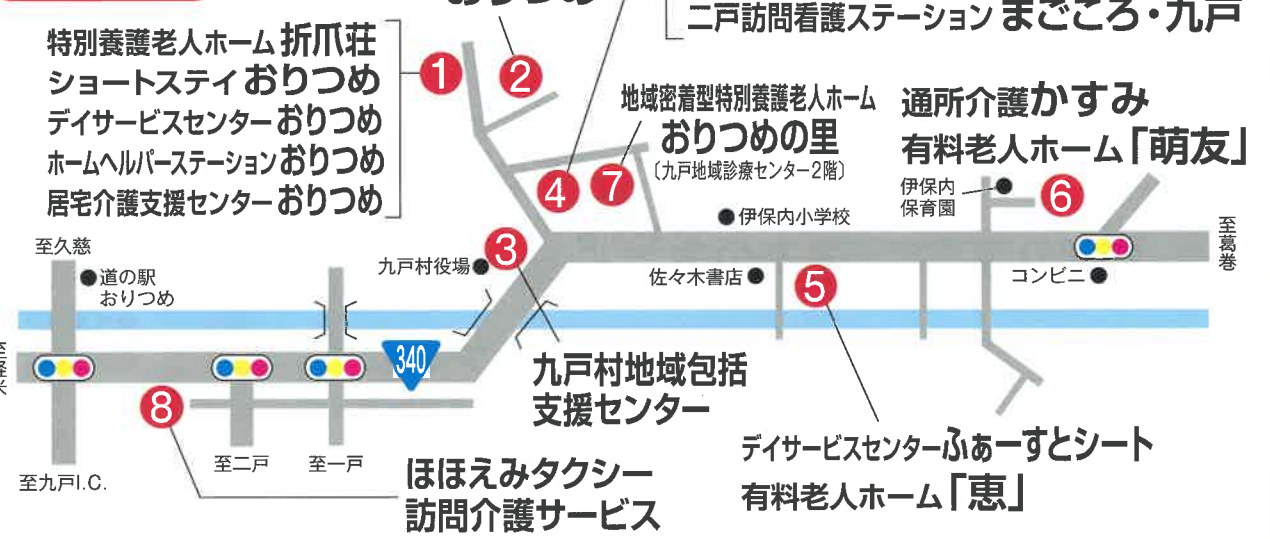 二戸訪問看護ステーション まごころ・九戸
特別養護老人ホーム 折爪荘
ショートステイ おりつめ
デイサービスセンター おりつめ
ホームヘルパーステーション おりつめ
居宅介護支援センター おりつめ
1
2
地域密着型特別養護老人ホーム
おりつめの里
〔九戸地域診療センター2階〕
通所介護かすみ
有料老人ホーム「萌友」
4
7
伊保内
保育園
6
伊保内小学校
至葛巻
至久慈
道の駅
おりつめ
九戸村役場
3
佐々木書店
5
コンビニ
340
九戸村地域包括
支援センター
8
至二戸
至一戸
至九戸I.C.
ほほえみタクシー
訪問介護サービス
デイサービスセンターふぁーすとシート
有料老人ホーム「恵」